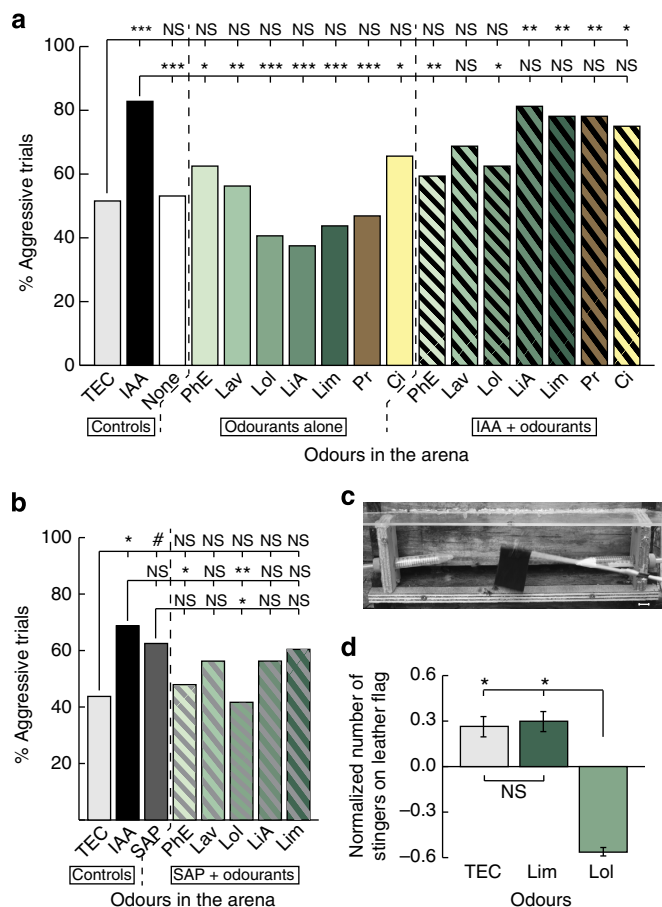 a
*** NS NS NS NS NS NS NS NS NS NS NS NS ** ** ** *
*** * ** *** *** *** *** * ** NS * NS NS NS NS
100
80
60
40
20
0
% Aggressive trials
TEC IAA None PhE Lav Lol LiA Lim Pr Ci PhE Lav Lol LiA Lim Pr Ci
Controls Odourants alone IAA + odourants
Odours in the arena
b
* # NS NS NS NS NS
NS * NS ** NS NS
NS NS * NS NS
100
80
60
40
20
% Aggressive trials
TEC IAA SAP PhE Lav Lol LiA Lim
Controls SAP + odourants
Odours in the arena
c
d
0.6
0.3
0.0
–0.3
–0.6
Normalized number of
stingers on leather flag
* *
NS
TEC Lim Lol
Odours